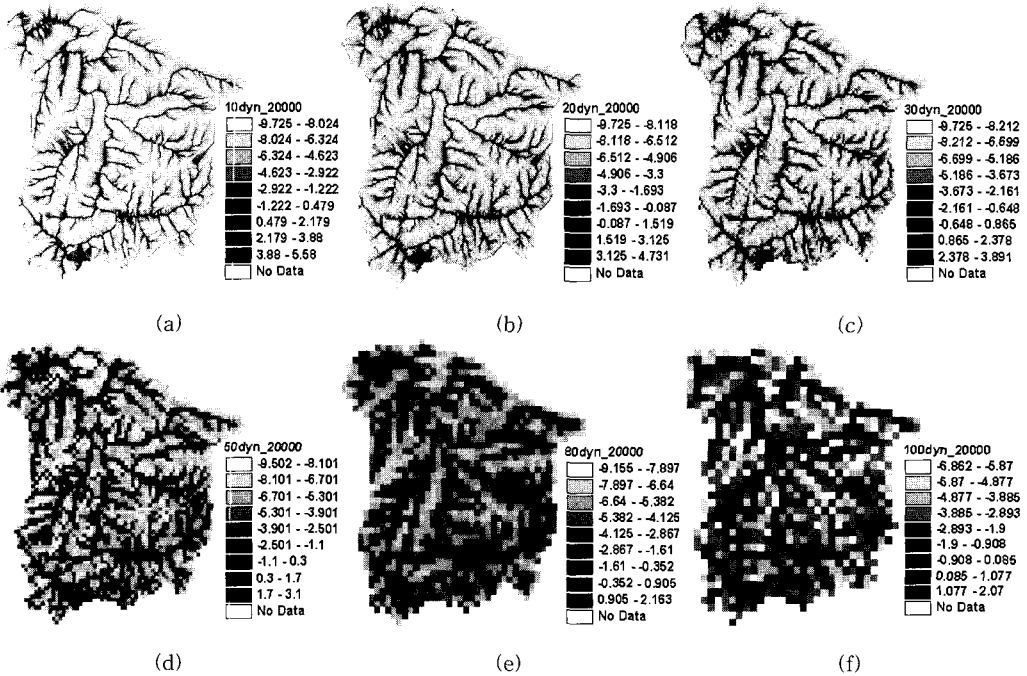 10dyn_20000
-9.725 - -8.024
-8.024 - -6.324
-6.324 - -4.623
-4.623 - -2.922
-2.922 - -1.222
-1.222 - 0.479
0.479 - 2.179
2.179 - 3.88
3.88 - 5.58
No Data
(a)
20dyn_20000
-9.725 - -8.118
-8.118 - -6.512
-6.512 - -4.906
-4.906 - -3.3
-3.3 - -1.693
-1.693 - -0.087
-0.087 - 1.519
1.519 - 3.125
3.125 - 4.731
No Data
(b)
30dyn_20000
-9.725 - -8.212
-8.212 - -6.699
-6.699 - -5.186
-5.186 - -3.673
-3.673 - -2.161
-2.161 - -0.648
-0.648 - 0.865
0.865 - 2.378
2.378 - 3.891
No Data
(c)
50dyn_20000
-9.502 - -8.101
-8.101 - -6.701
-6.701 - -5.301
-5.301 - -3.901
-3.901 - -2.501
-2.501 - -1.1
-1.1 - 0.3
0.3 - 1.7
1.7 - 3.1
No Data
(d)
80dyn_20000
-9.155 - -7.897
-7.897 - -6.64
-6.64 - -5.382
-5.382 - -4.125
-4.125 - -2.867
-2.867 - -1.61
-1.61 - -0.352
-0.352 - 0.905
0.905 - 2.163
No Data
(e)
100dyn_20000
-6.862 - -5.87
-5.87 - -4.877
-4.877 - -3.885
-3.885 - -2.893
-2.893 - -1.9
-1.9 - -0.908
-0.908 - 0.085
0.085 - 1.077
1.077 - 2.07
No Data
(f)